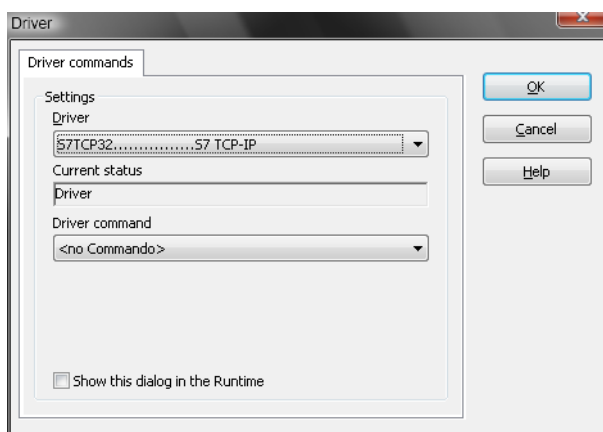 Driver
Driver commands
Settings
Driver
S7TCP32................S7 TCP-IP
Current status
Driver
Driver command
<no Commando>
Show this dialog in the Runtime
OK
Cancel
Help